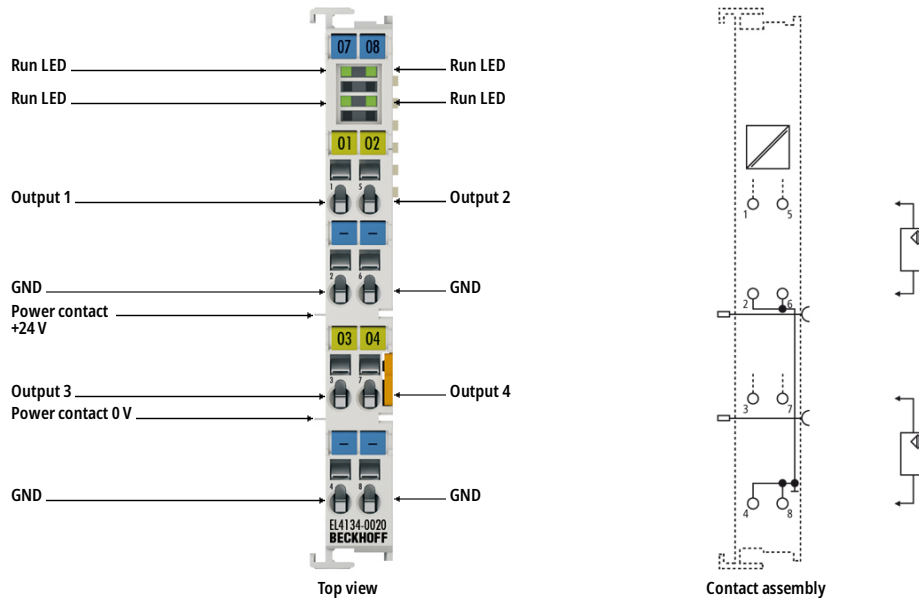 07 08
Run LED
Run LED
Run LED
Run LED
01 02
1 5
Output 1
Output 2
– –
2 6
GND
GND
Power contact
+24 V
03 04
3 7
Output 3
Output 4
Power contact 0 V
– –
4 8
GND
GND
EL4134-0020
BECKHOFF
Top view
1 5
2 6
3 7
4 8
Contact assembly